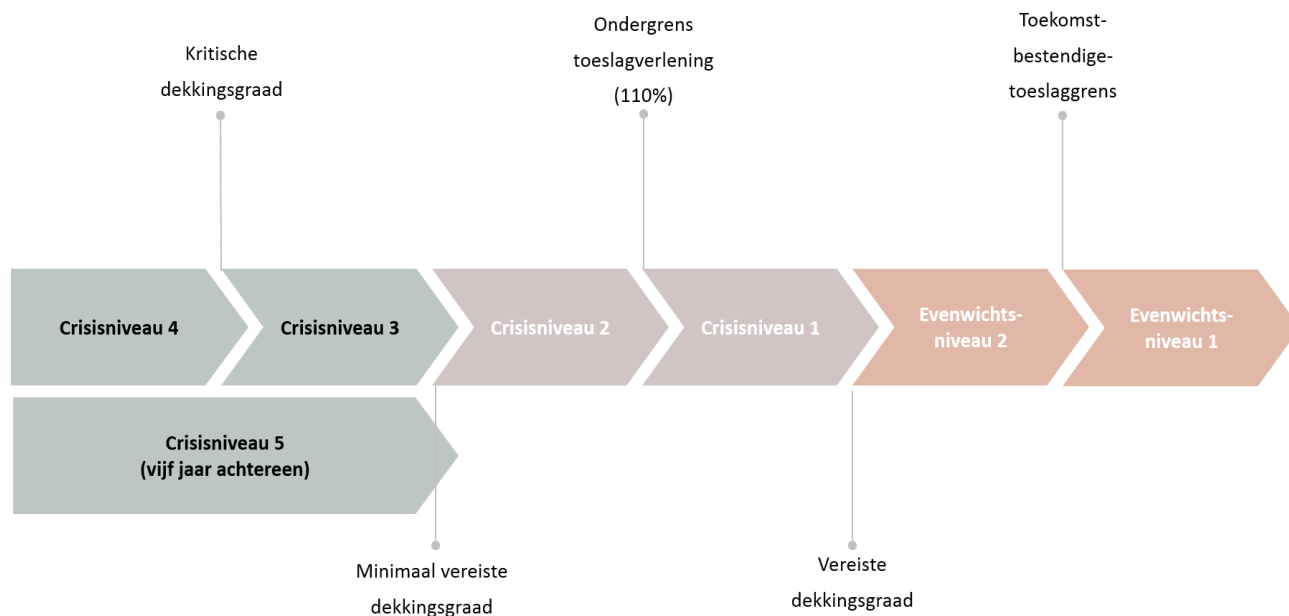 Kritische
dekkingsgraad
Ondergrens
toeslagverlening
(110%)
Toekomst-
bestendige-
toeslaggrens
Crisisniveau 4
Crisisniveau 3
Crisisniveau 2
Crisisniveau 1
Evenwichts-
niveau 2
Evenwichts-
niveau 1
Crisisniveau 5
(vijf jaar achtereen)
Minimaal vereiste
dekkingsgraad
Vereiste
dekkingsgraad